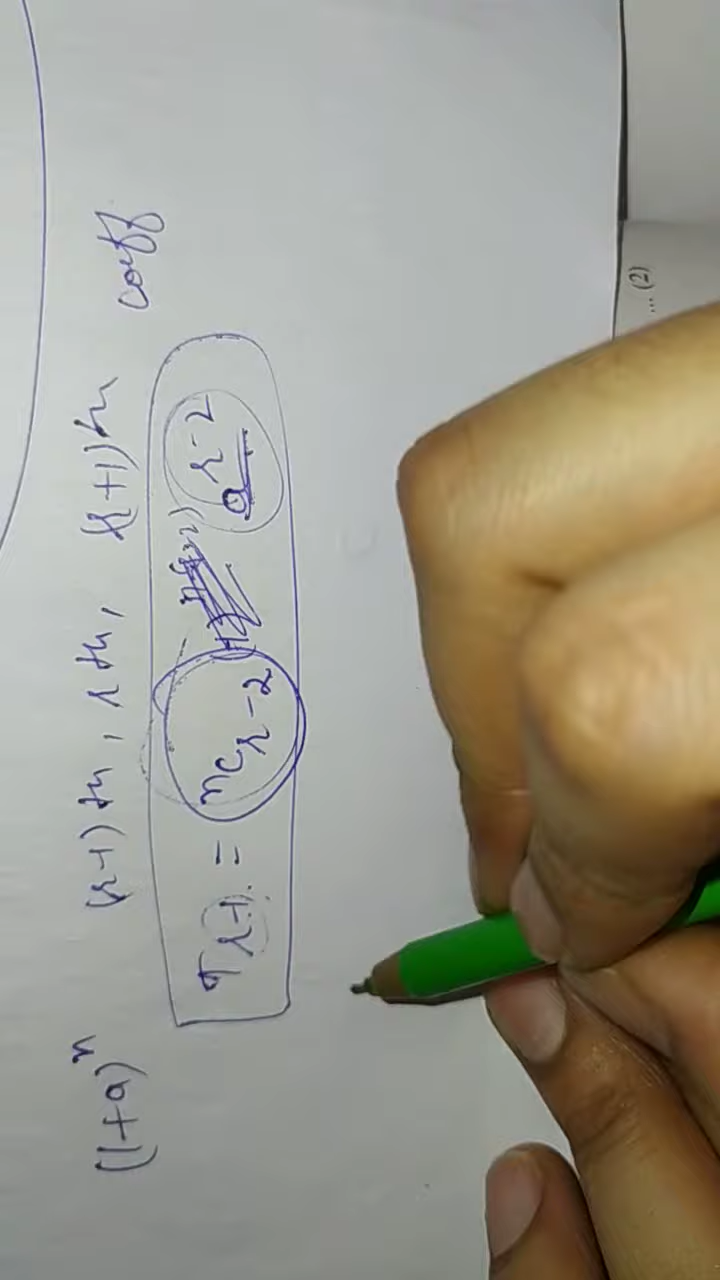 (1+a)^n (r-1)th, rth, (r+1)th coeff
T_{r-1} = ^nC_{r-2} a^{r-2}
... (2)